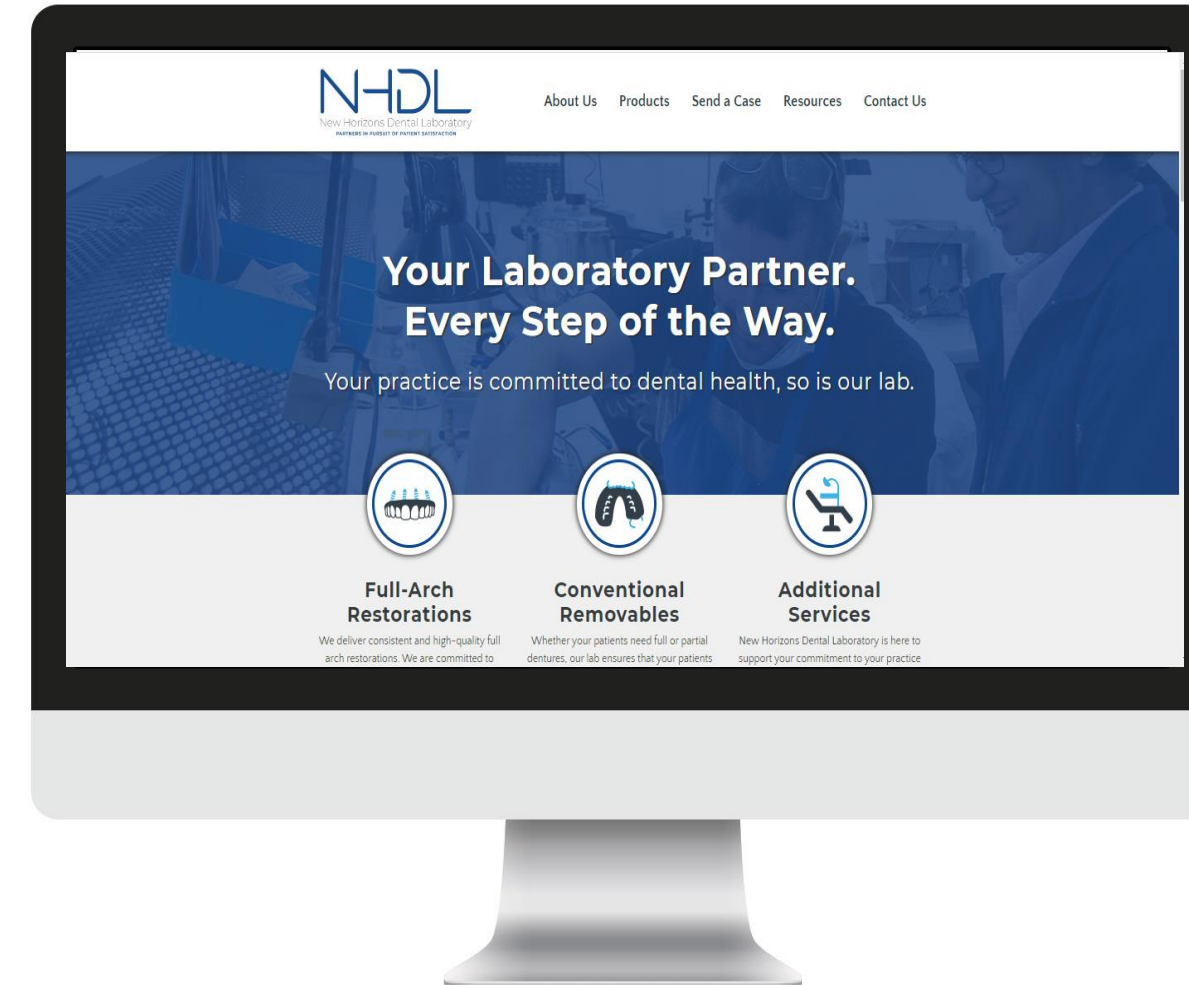 NHDL
New Horizons Dental Laboratory
PARTNERS IN PURSUIT OF PATIENT SATISFACTION
About Us Products Send a Case Resources Contact Us
Your Laboratory Partner.
Every Step of the Way.
Your practice is committed to dental health, so is our lab.
Full-Arch
Restorations
We deliver consistent and high-quality full
arch restorations. We are committed to
Conventional
Removables
Whether your patients need full or partial
dentures, our lab ensures that your patients
Additional
Services
New Horizons Dental Laboratory is here to
support your commitment to your practice